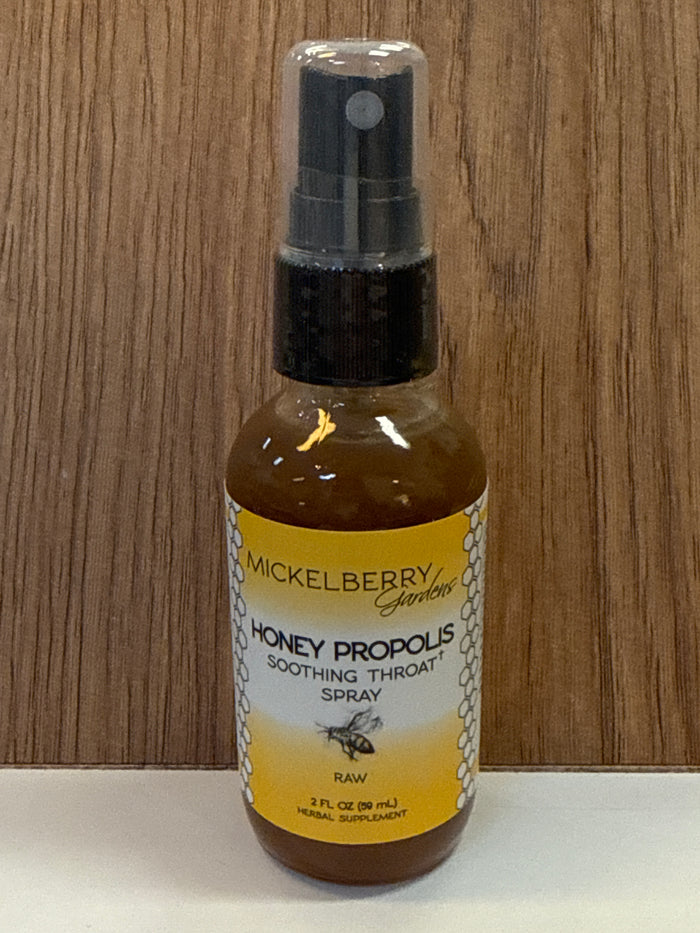 MICKELBERRY
Gardens
HONEY PROPOLIS
SOOTHING THROAT†
SPRAY
RAW
2 FL OZ (59 mL)
HERBAL SUPPLEMENT